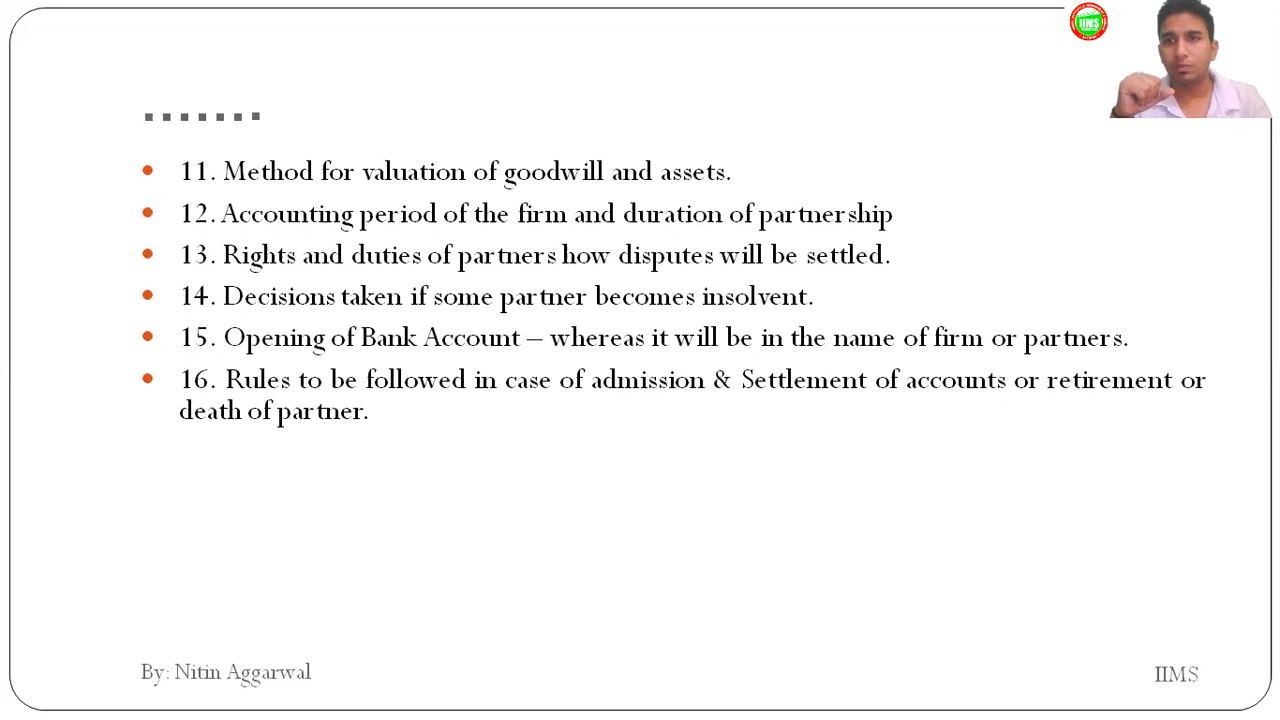 IIMS
.......
11. Method for valuation of goodwill and assets.
12. Accounting period of the firm and duration of partnership
13. Rights and duties of partners how disputes will be settled.
14. Decisions taken if some partner becomes insolvent.
15. Opening of Bank Account – whereas it will be in the name of firm or partners.
16. Rules to be followed in case of admission & Settlement of accounts or retirement or
death of partner.
By: Nitin Aggarwal
IIMS